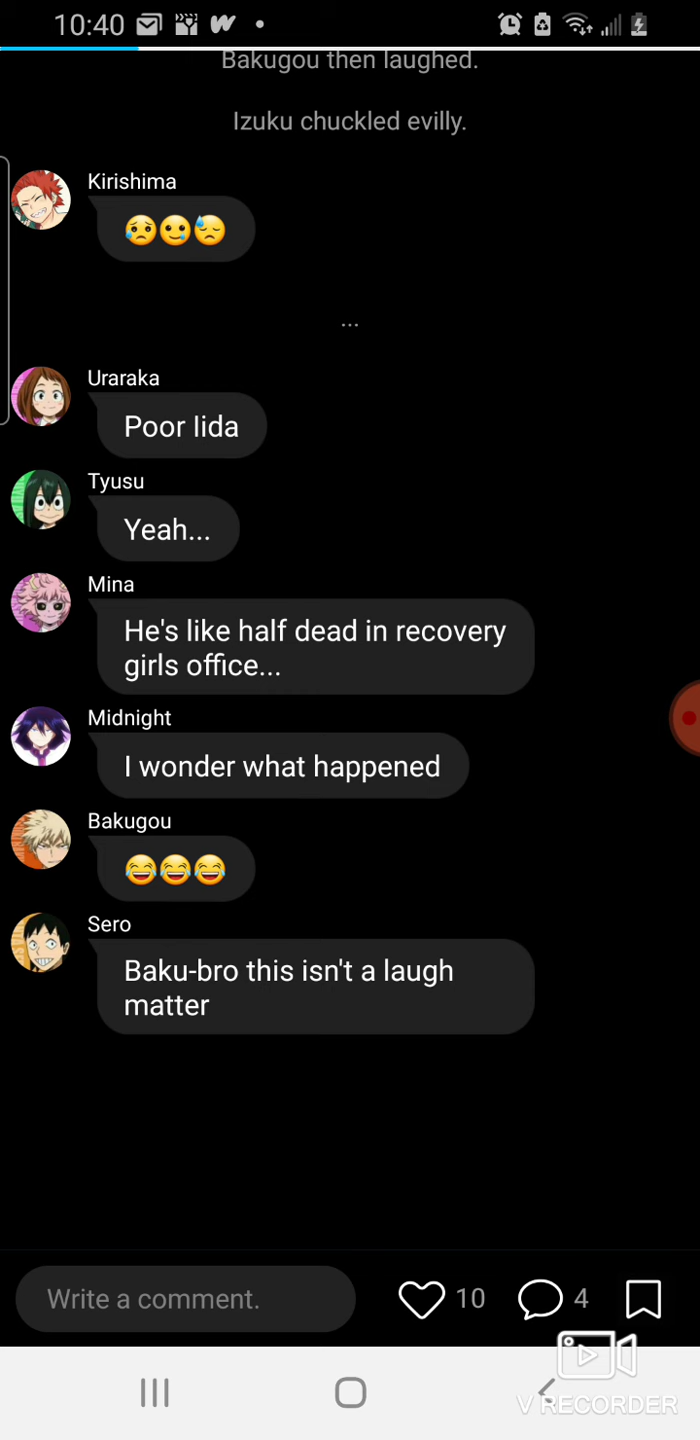 10:40
Bakugou then laughed.
Izuku chuckled evilly.
Kirishima
😥🥲😓
...
Uraraka
Poor Iida
Tyusu
Yeah...
Mina
He's like half dead in recovery
girls office...
Midnight
I wonder what happened
Bakugou
😂😂😂
Sero
Baku-bro this isn't a laugh
matter
Write a comment.
10
4
V RECORDER